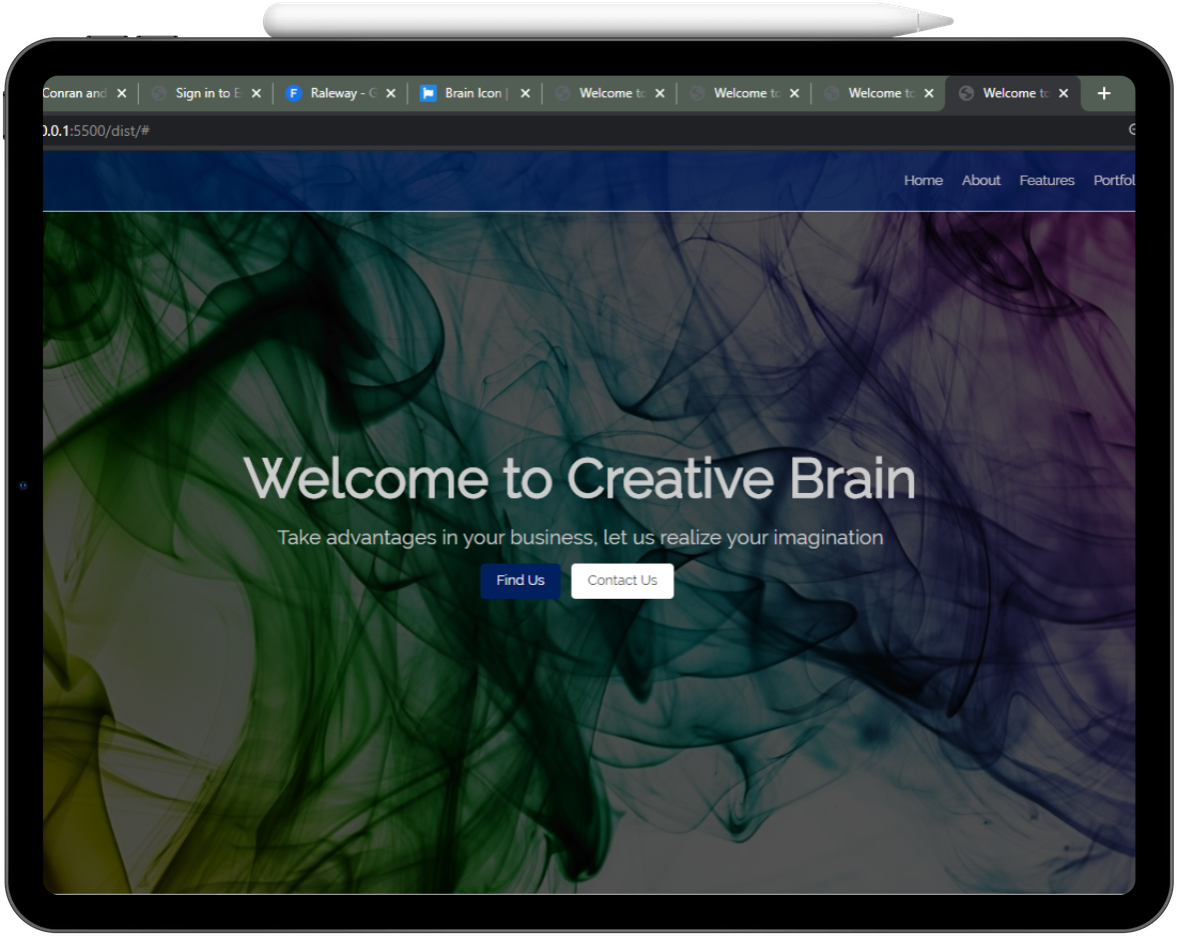 Conran and
Sign in to E
Raleway - G
Brain Icon |
Welcome to
Welcome to
Welcome to
Welcome to
0.0.1:5500/dist/#
Home About Features Portfol
Welcome to Creative Brain
Take advantages in your business, let us realize your imagination
Find Us Contact Us